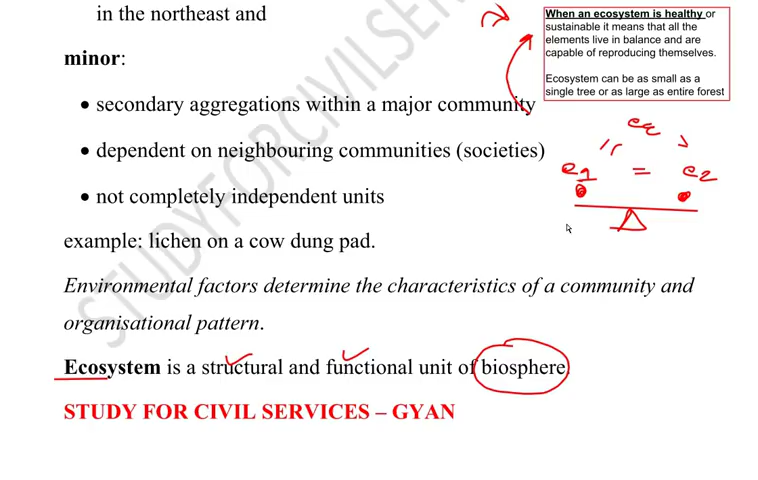 in the northeast and
minor:
• secondary aggregations within a major community
• dependent on neighbouring communities (societies)
• not completely independent units
example: lichen on a cow dung pad.
Environmental factors determine the characteristics of a community and
organisational pattern.
Ecosystem is a structural and functional unit of biosphere.
STUDY FOR CIVIL SERVICES – GYAN
When an ecosystem is healthy or
sustainable it means that all the
elements live in balance and are
capable of reproducing themselves.
Ecosystem can be as small as a
single tree or as large as entire forest
e1 = e2
STUDYFORCIVILSER